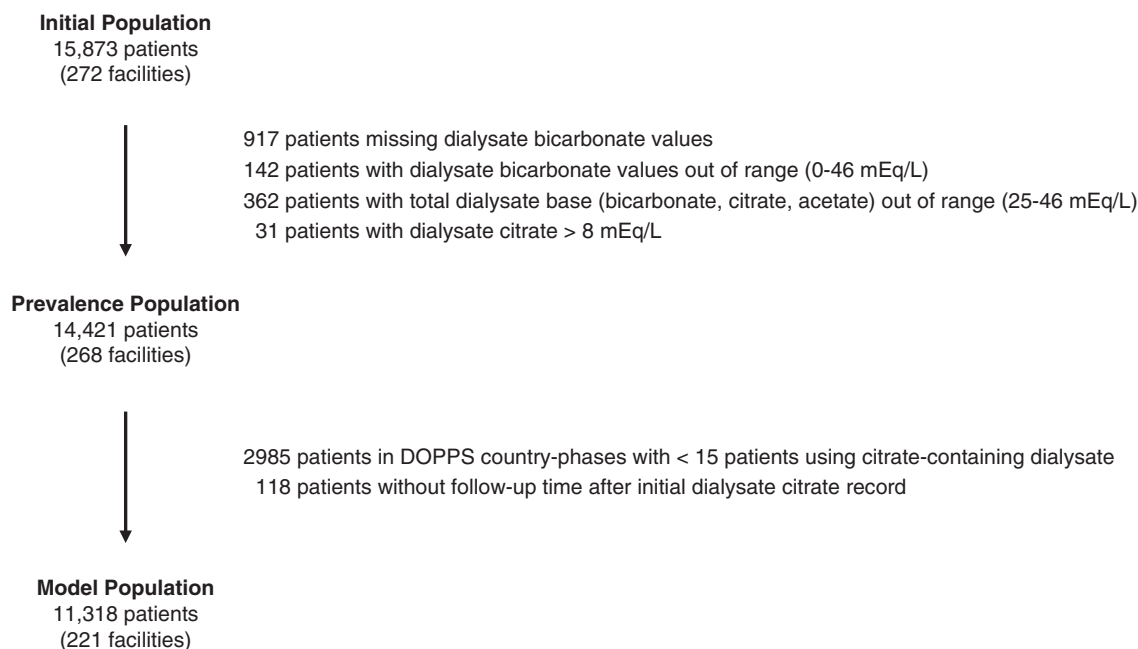 Initial Population
15,873 patients
(272 facilities)
917 patients missing dialysate bicarbonate values
142 patients with dialysate bicarbonate values out of range (0-46 mEq/L)
362 patients with total dialysate base (bicarbonate, citrate, acetate) out of range (25-46 mEq/L)
31 patients with dialysate citrate > 8 mEq/L
Prevalence Population
14,421 patients
(268 facilities)
2985 patients in DOPPS country-phases with < 15 patients using citrate-containing dialysate
118 patients without follow-up time after initial dialysate citrate record
Model Population
11,318 patients
(221 facilities)